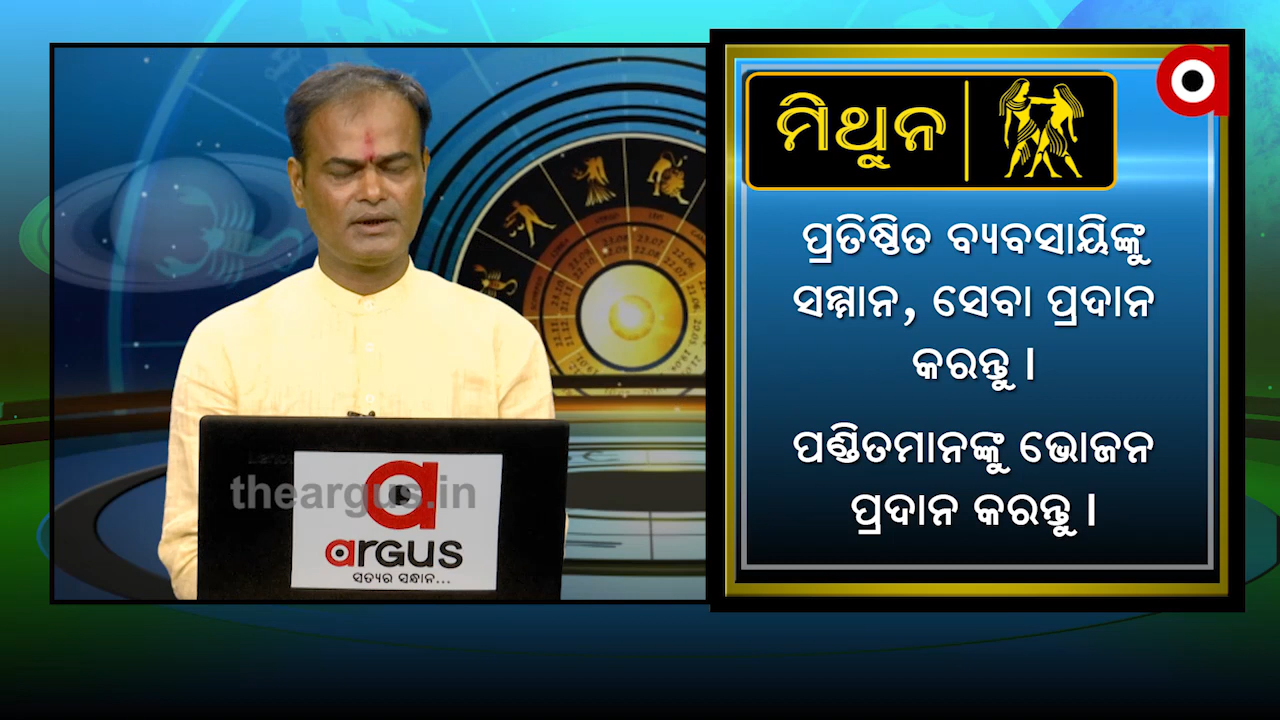 ମିଥୁନ
ପ୍ରତିଷ୍ଠିତ ବ୍ୟବସାୟିଙ୍କୁ
ସମ୍ମାନ, ସେବା ପ୍ରଦାନ
କରନ୍ତୁ ।
ପଣ୍ଡିତମାନଙ୍କୁ ଭୋଜନ
ପ୍ରଦାନ କରନ୍ତୁ ।
theargus.in
argus
ସତ୍ୟର ସନ୍ଧାନ...